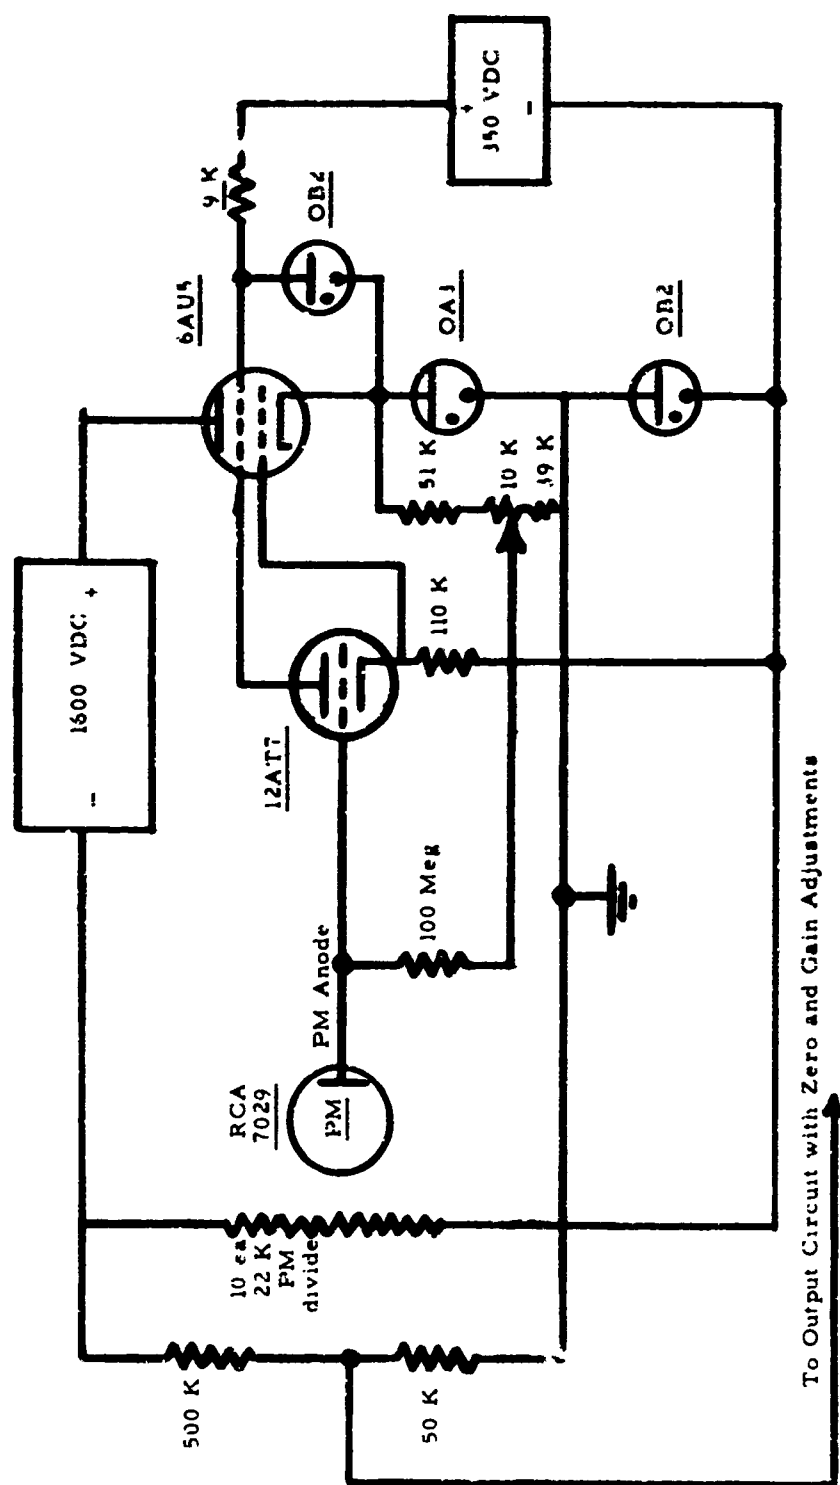 1600 VDC
+
−
350 VDC
+
−
9 K
OB2
6AU5
OA3
OB2
51 K
10 K
39 K
110 K
12AT7
100 Meg
PM Anode
RCA
7029
PM
10 ea
22 K
PM
divider
500 K
50 K
To Output Circuit with Zero and Gain Adjustments